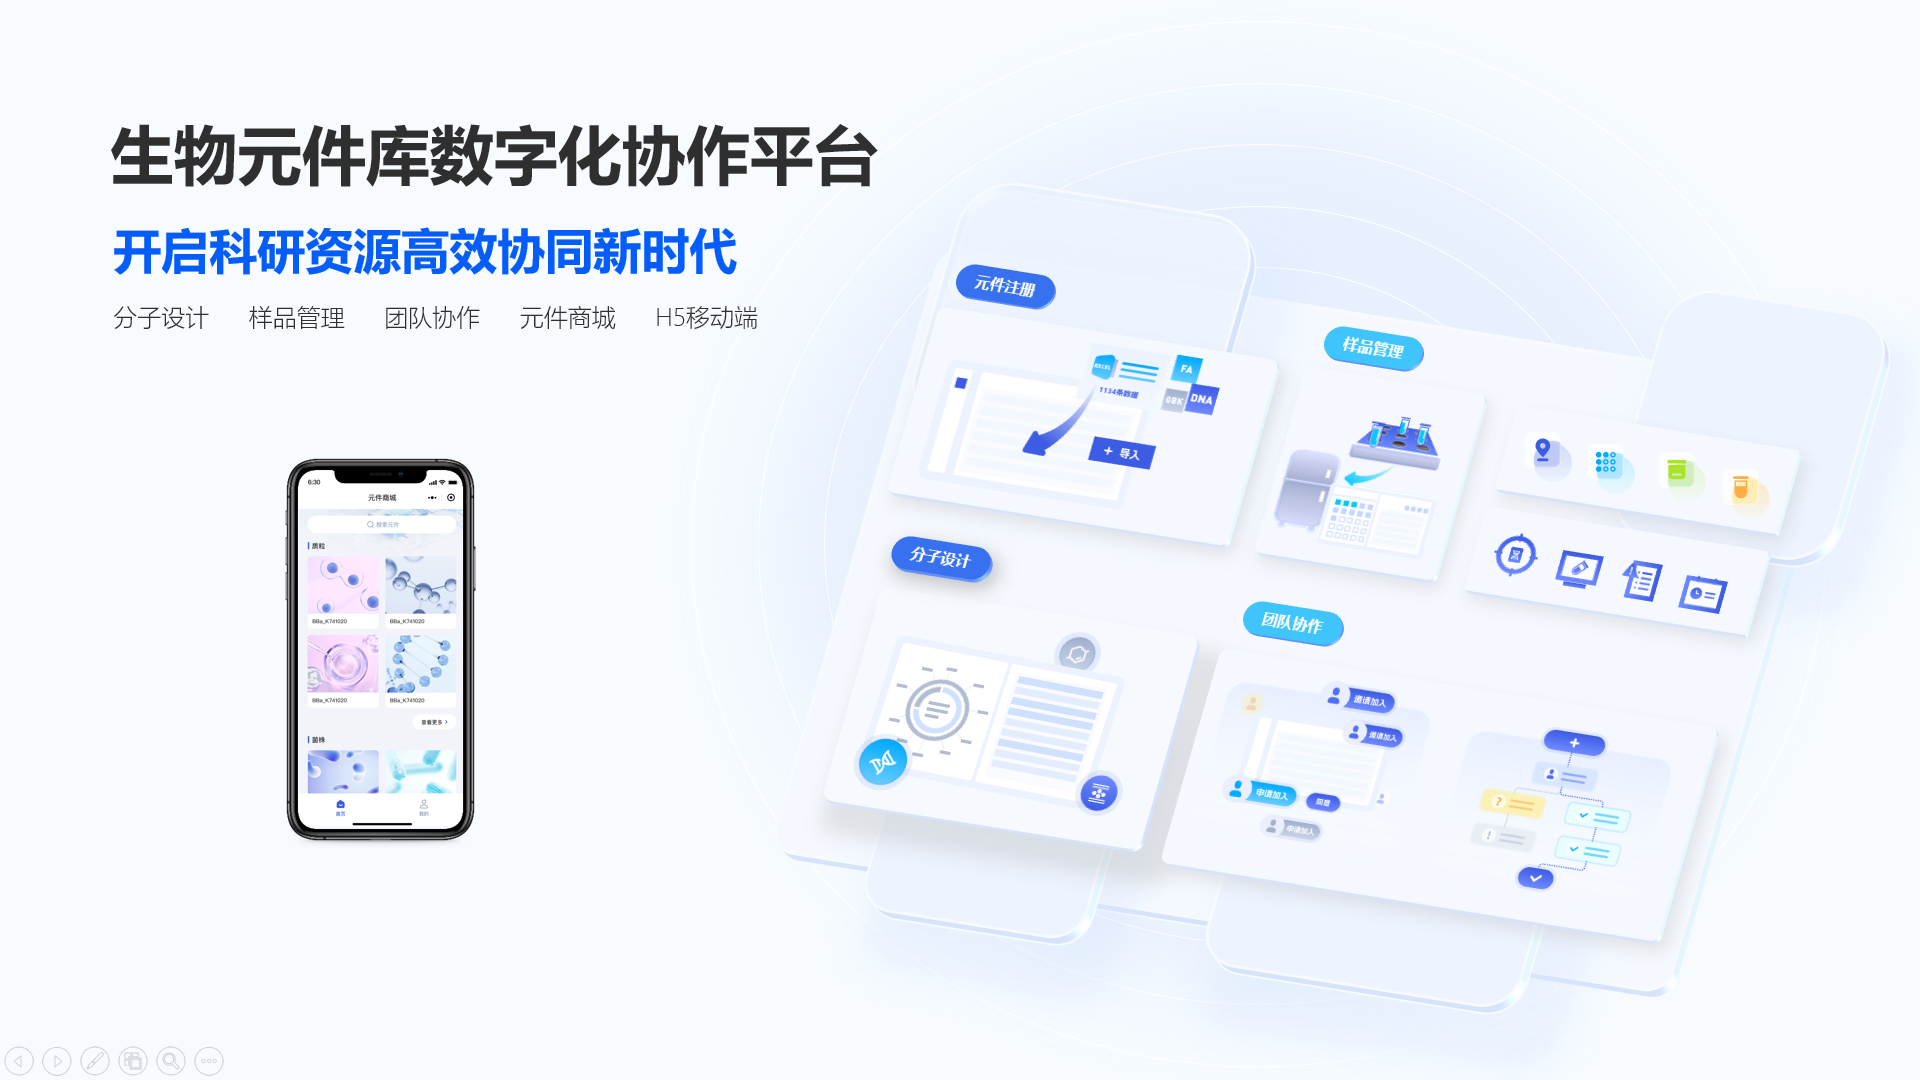 生物元件库数字化协作平台
开启科研资源高效协同新时代
分子设计 样品管理 团队协作 元件商城 H5移动端
6:30
元件商城
搜索元件
质粒
BBa_K741020 BBa_K741020
BBa_K741020 BBa_K741020
查看更多
菌株
首页 我的
元件注册
EXCEL
1134条数据
FA
GBK DNA
+ 导入
样品管理
分子设计
团队协作
邀请加入
邀请加入
申请加入 同意
申请加入